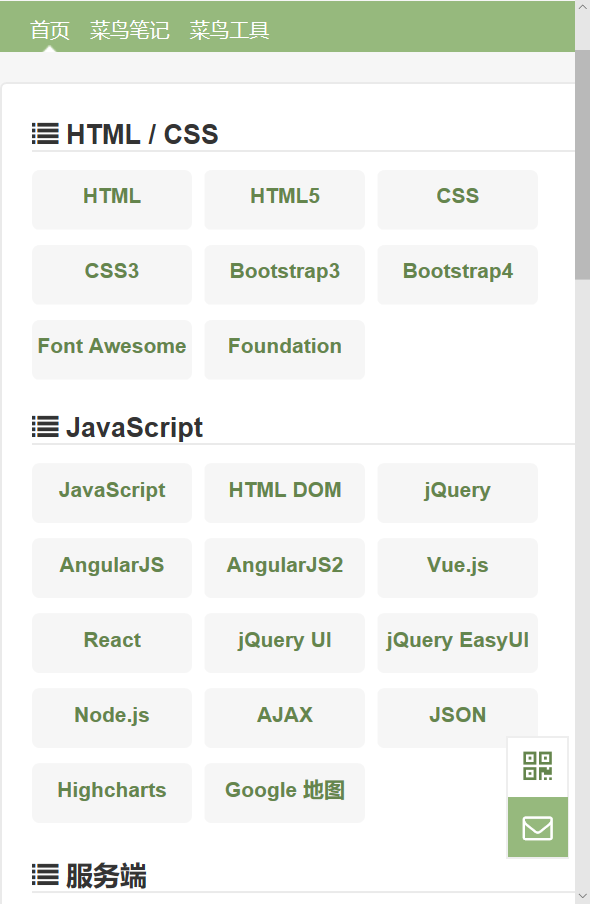 首页 菜鸟笔记 菜鸟工具
HTML / CSS
HTML HTML5 CSS
CSS3 Bootstrap3 Bootstrap4
Font Awesome Foundation
JavaScript
JavaScript HTML DOM jQuery
AngularJS AngularJS2 Vue.js
React jQuery UI jQuery EasyUI
Node.js AJAX JSON
Highcharts Google 地图
服务端